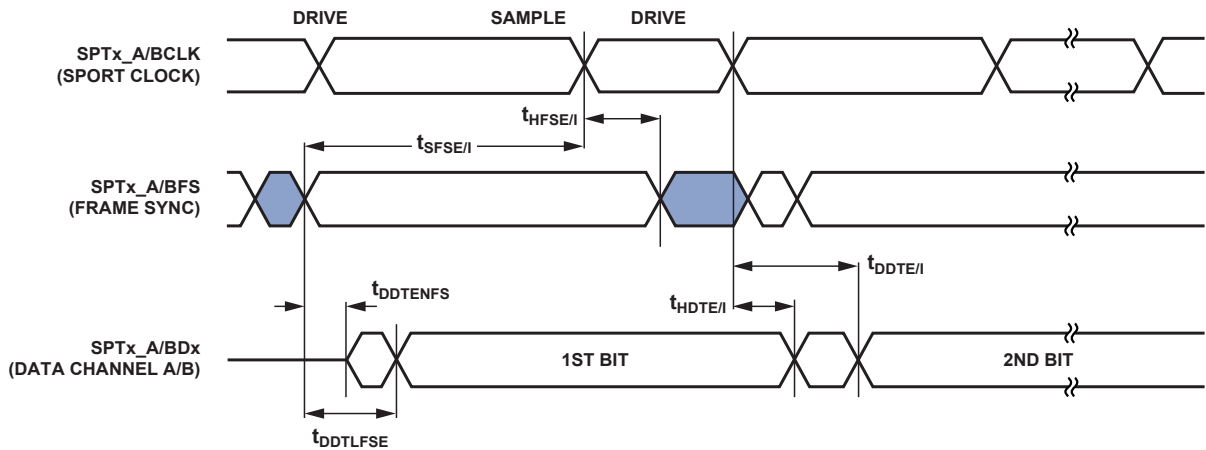 DRIVE SAMPLE DRIVE
SPTx_A/BCLK
(SPORT CLOCK)
tHFSE/I
tSFSE/I
SPTx_A/BFS
(FRAME SYNC)
tDDTE/I
tDDTENFS
tHDTE/I
SPTx_A/BDx
(DATA CHANNEL A/B)
1ST BIT 2ND BIT
tDDTLFSE